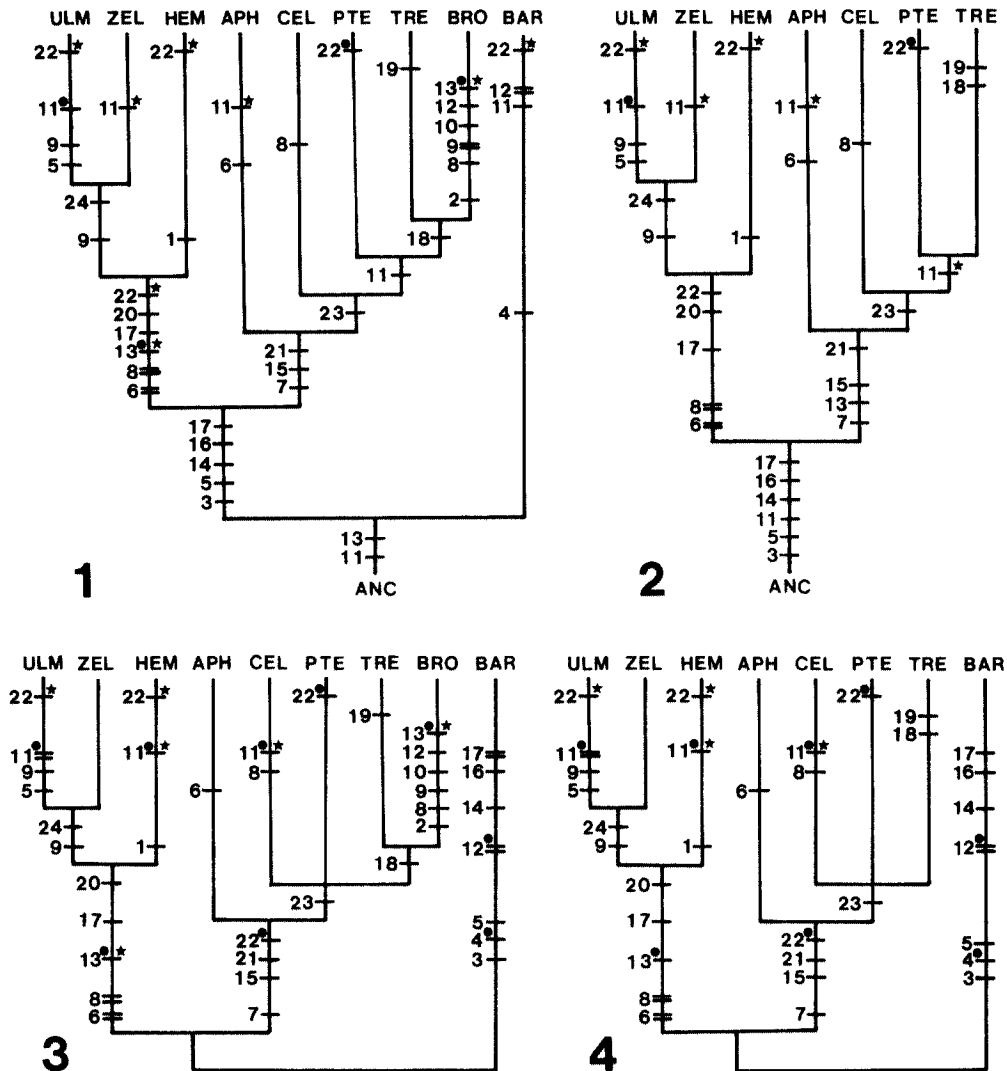 ULM ZEL HEM APH CEL PTE TRE BRO BAR
22 22 22 22
19
13 12
11 11 11 12 11
10
9 8 9
5 6 8
24 2
9 1 18
22 11
20 23 4
17
13 21
8 15
6 7
17
16
14
5
3
13
11
1 ANC
ULM ZEL HEM APH CEL PTE TRE
22 22 22
19
18
11 11 11
9 8
5 6
24
9 1
11
22 23
20
17 21
15
8 13
6 7
17
16
14
11
5
3
2 ANC
ULM ZEL HEM APH CEL PTE TRE BRO BAR
22 22 22
19
13
11 11 11 12 17
9 8 10 16
5 6 9
8 14
24 2
9 1 12
18
20 23
17 5
22 4
13 21 3
15
8
6 7
3
ULM ZEL HEM APH CEL PTE TRE BAR
22 22 22
19
18
11 11 11 17
9 8 16
5 6
14
24
9 1 12
20 23
17
22 5
13 21 4
15 3
8
6 7
4